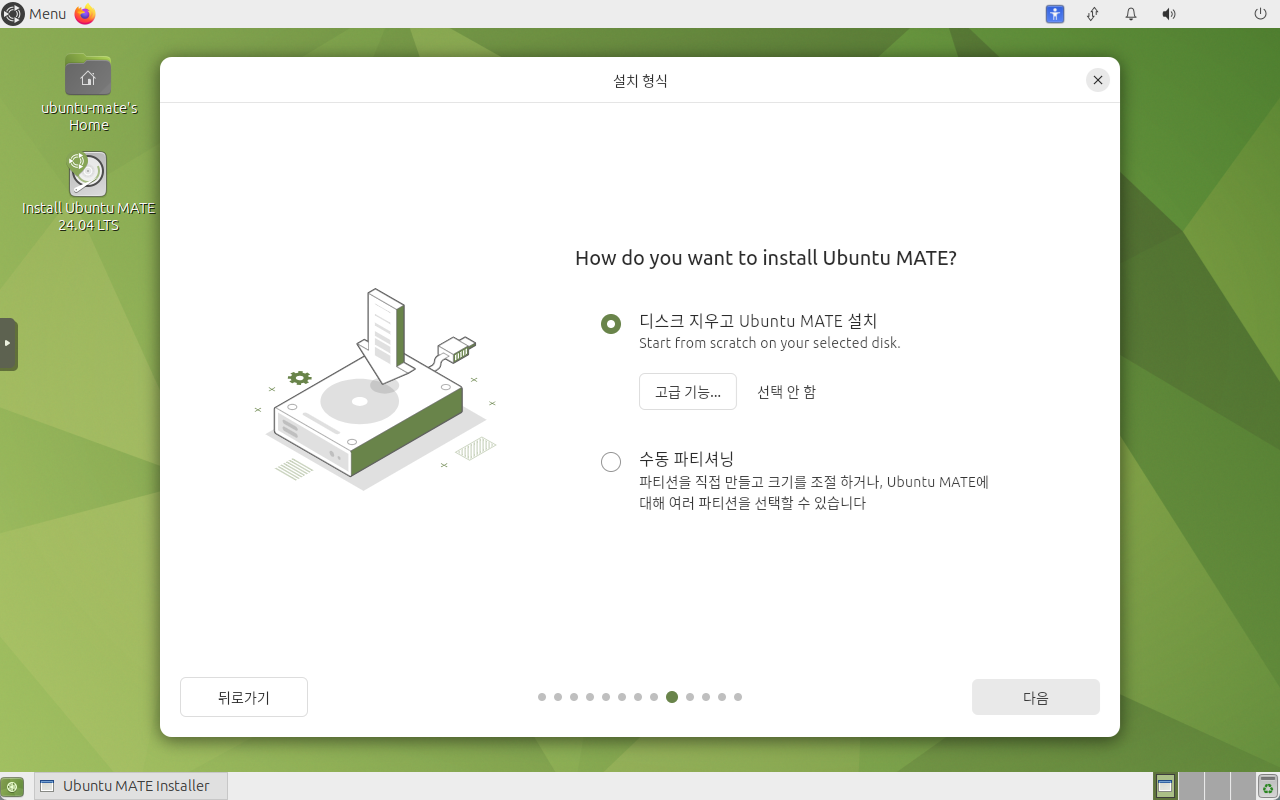 Menu
ubuntu-mate's
Home
Install Ubuntu MATE
24.04 LTS
설치 형식
How do you want to install Ubuntu MATE?
디스크 지우고 Ubuntu MATE 설치
Start from scratch on your selected disk.
고급 기능...
선택 안 함
수동 파티셔닝
파티션을 직접 만들고 크기를 조절 하거나, Ubuntu MATE에
대해 여러 파티션을 선택할 수 있습니다
뒤로가기
다음
Ubuntu MATE Installer